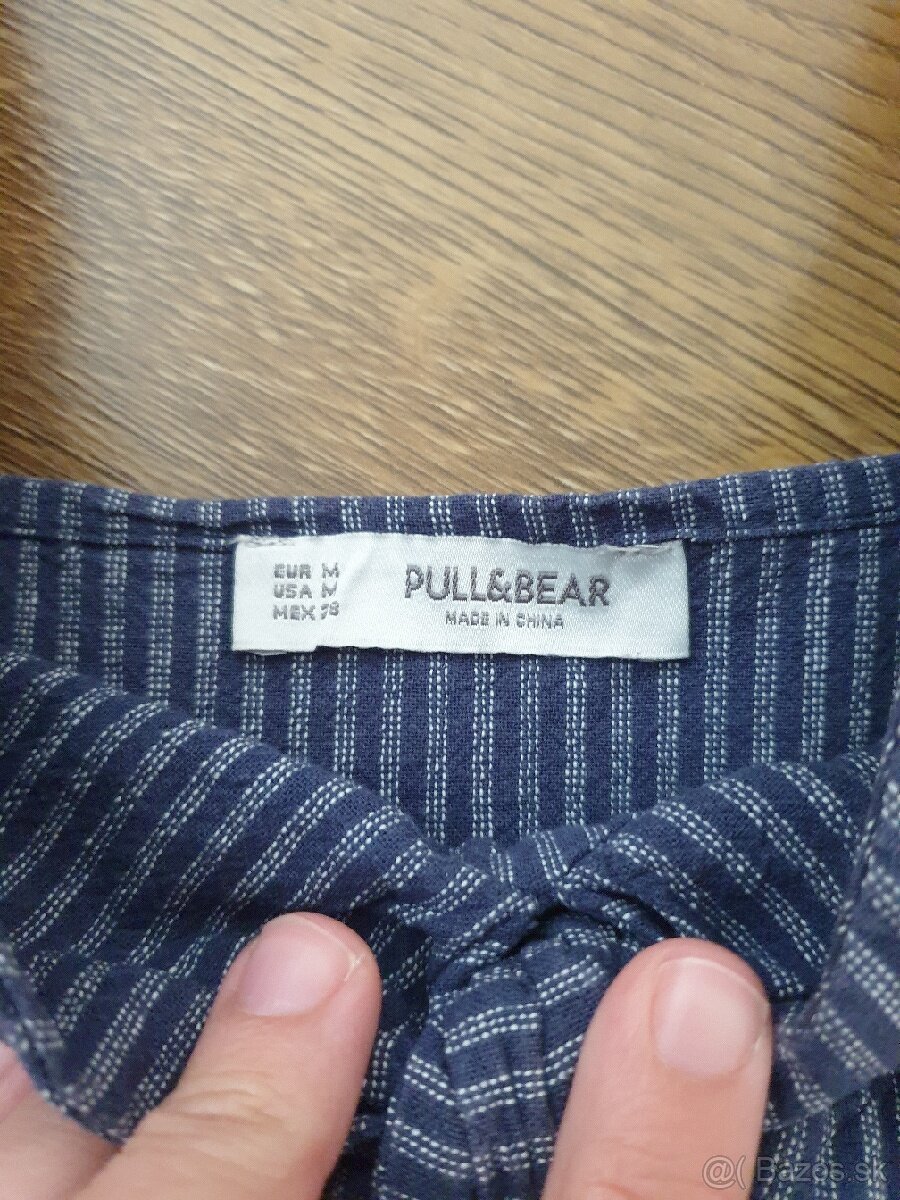 EUR M
USA M
MEX 28
PULL&BEAR
MADE IN CHINA
@( Bazos.sk